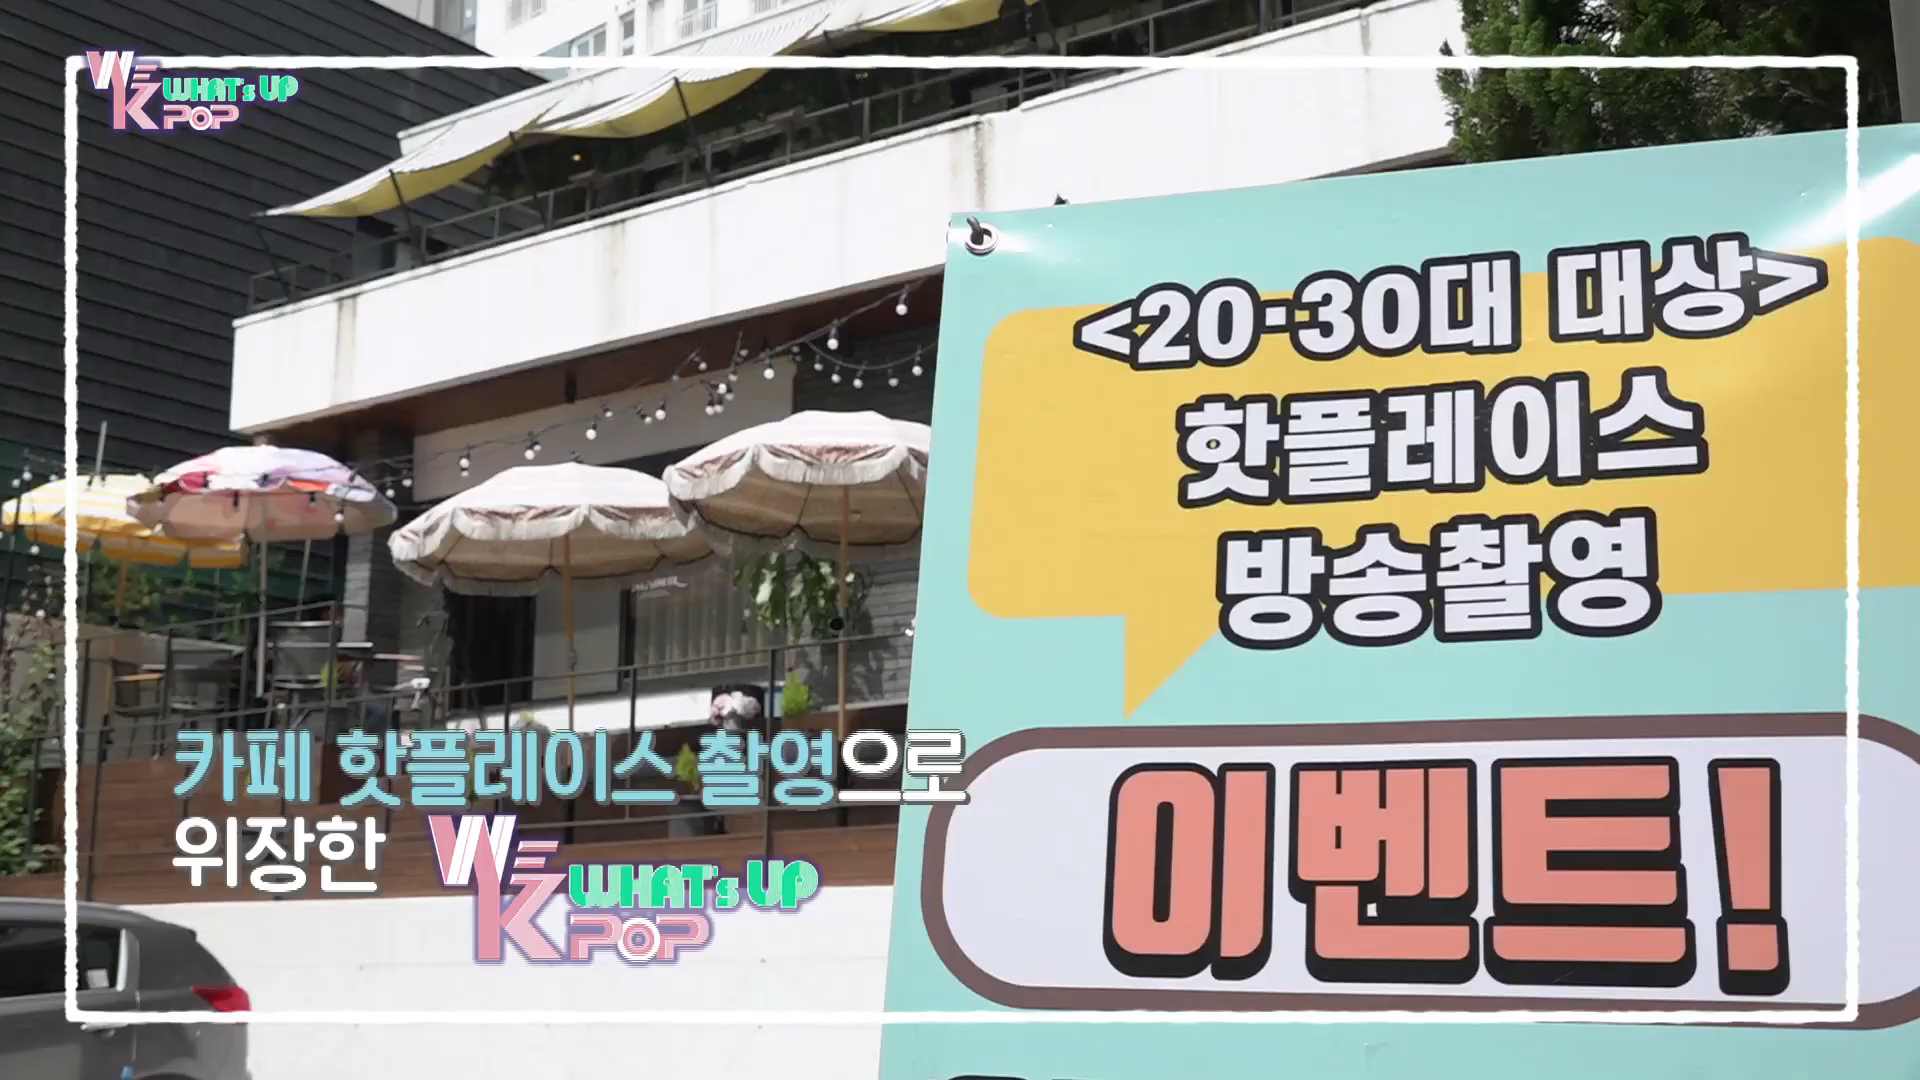 WE K WHAT's UP
POP
<20·30대 대상>
핫플레이스
방송촬영
이벤트!
카페 핫플레이스 촬영으로
위장한 WE K WHAT's UP
POP